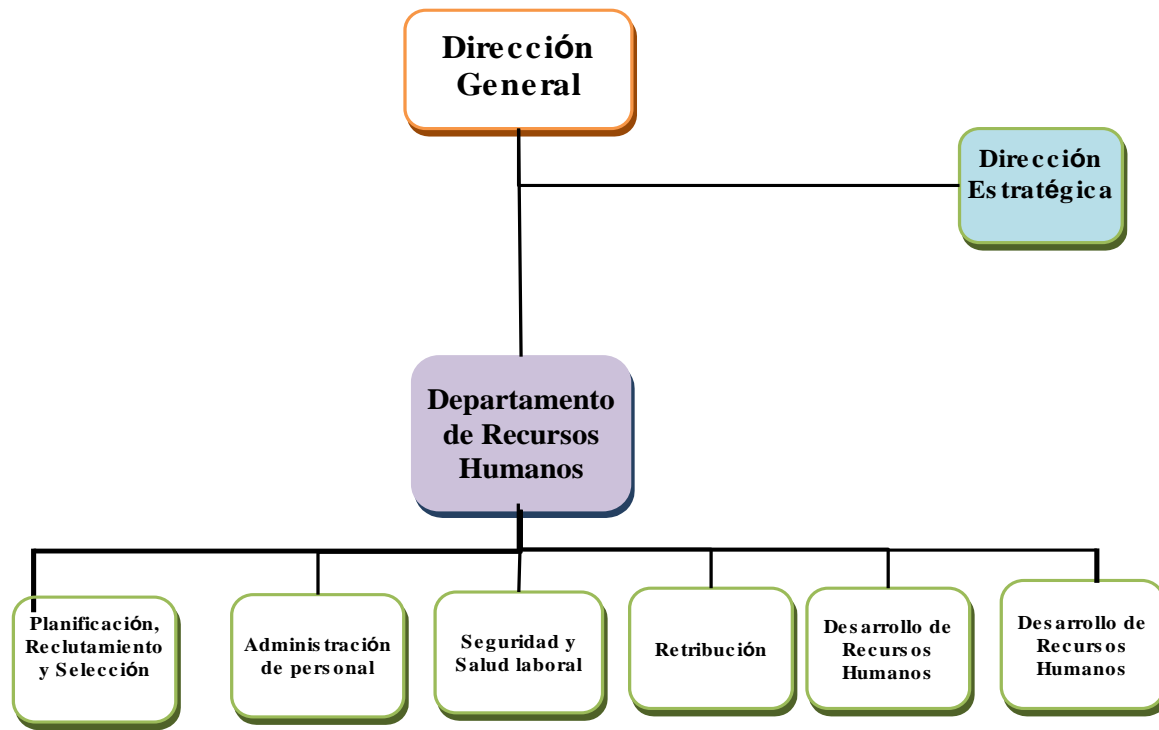 Dirección
General
Dirección
Estratégica
Departamento
de Recursos
Humanos
Planificación,
Reclutamiento
y Selección
Administración
de personal
Seguridad y
Salud laboral
Retribución
Desarrollo de
Recursos
Humanos
Desarrollo de
Recursos
Humanos